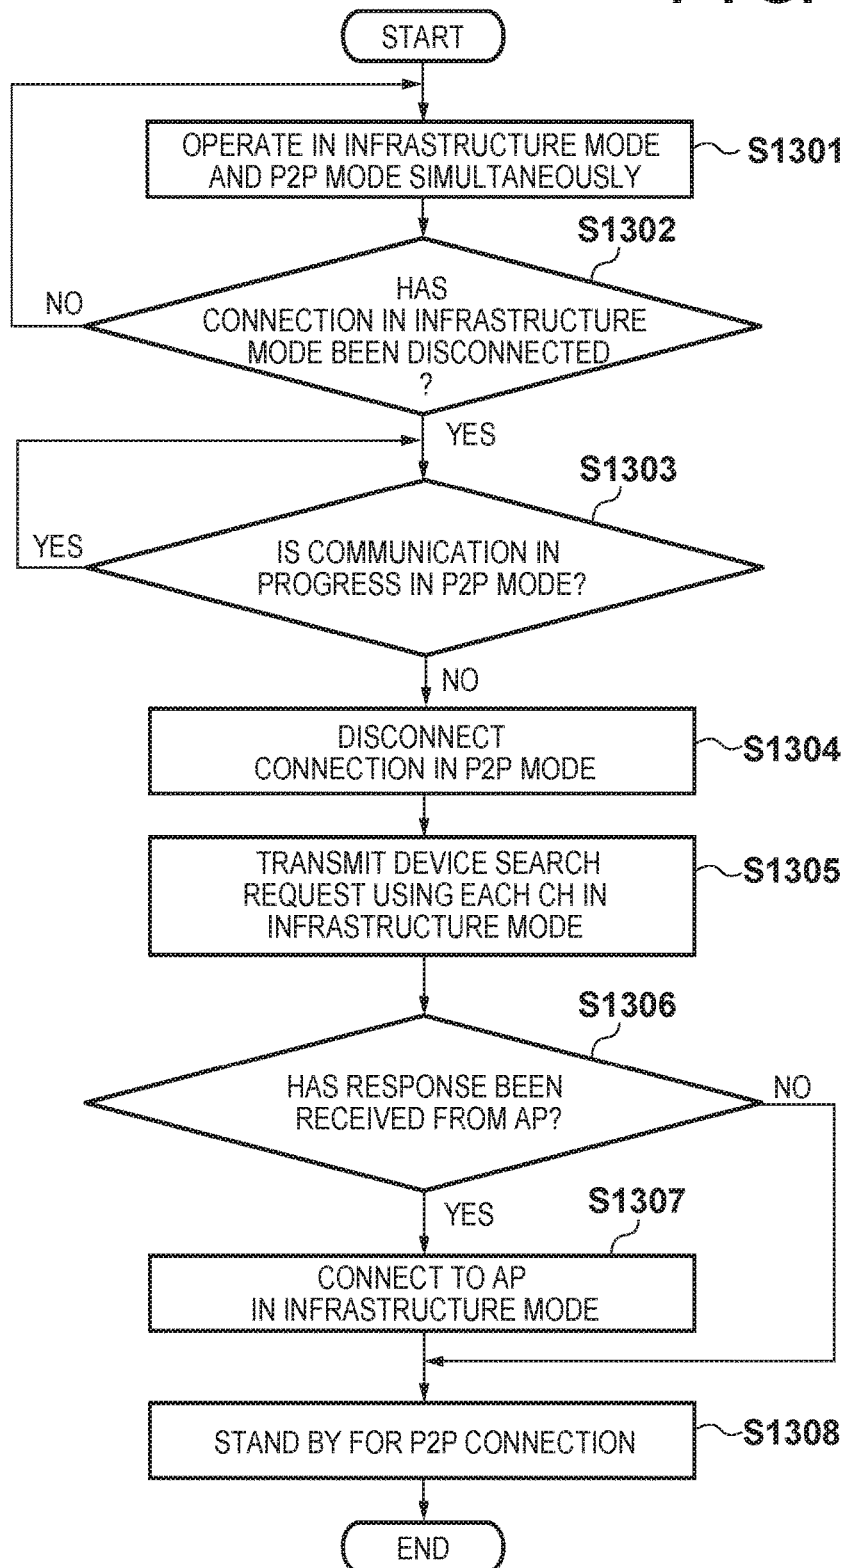 START
OPERATE IN INFRASTRUCTURE MODE
AND P2P MODE SIMULTANEOUSLY
S1301
S1302
HAS
CONNECTION IN INFRASTRUCTURE
MODE BEEN DISCONNECTED
?
NO
YES
S1303
IS COMMUNICATION IN
PROGRESS IN P2P MODE?
YES
NO
DISCONNECT
CONNECTION IN P2P MODE
S1304
TRANSMIT DEVICE SEARCH
REQUEST USING EACH CH IN
INFRASTRUCTURE MODE
S1305
S1306
HAS RESPONSE BEEN
RECEIVED FROM AP?
NO
YES
S1307
CONNECT TO AP
IN INFRASTRUCTURE MODE
STAND BY FOR P2P CONNECTION
S1308
END